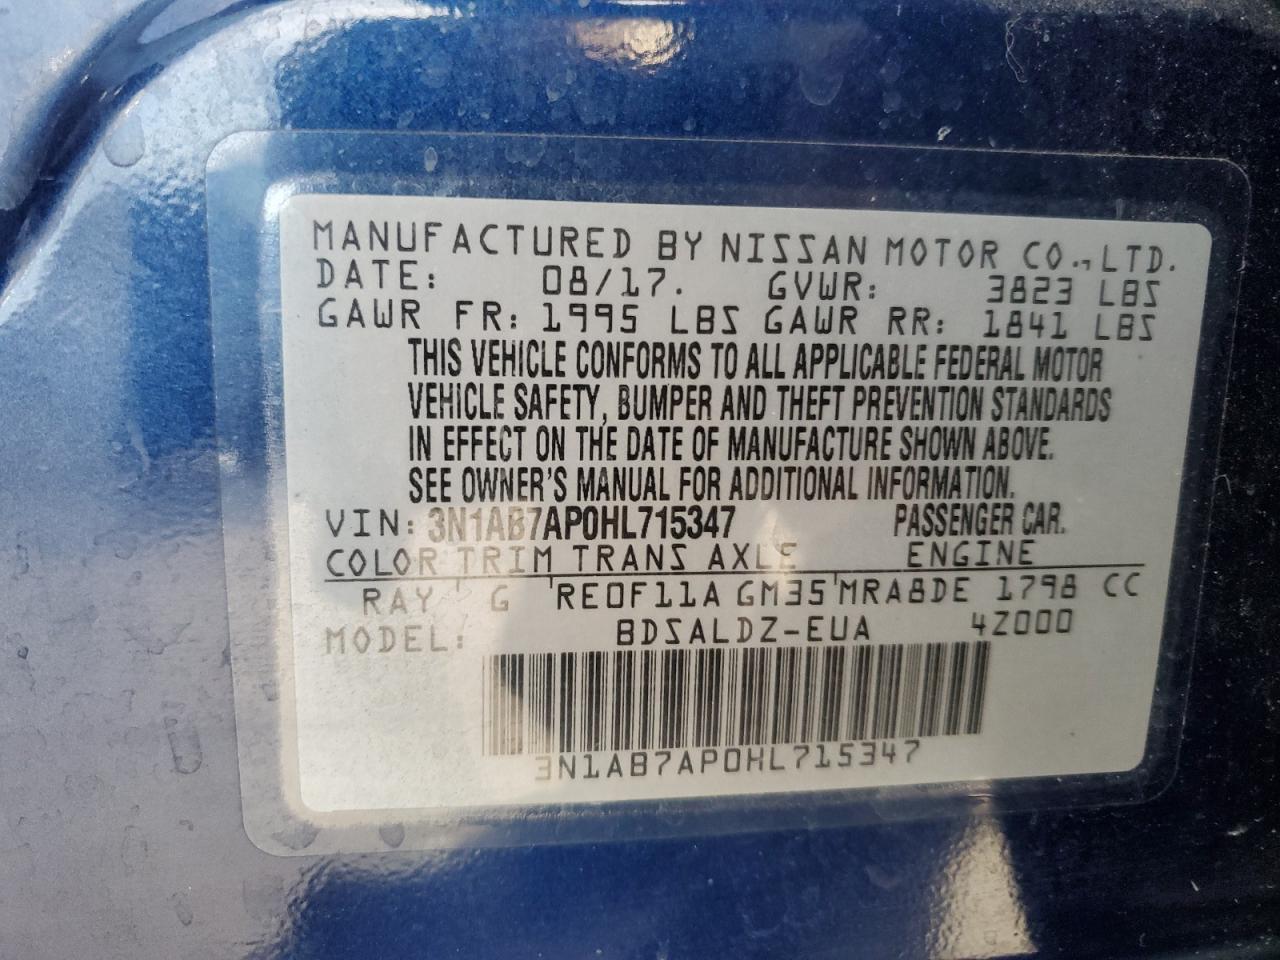 MANUFACTURED BY NISSAN MOTOR CO., LTD.
DATE: 08/17. GVWR: 3823 LBS
GAWR FR: 1995 LBS GAWR RR: 1841 LBS
THIS VEHICLE CONFORMS TO ALL APPLICABLE FEDERAL MOTOR
VEHICLE SAFETY, BUMPER AND THEFT PREVENTION STANDARDS
IN EFFECT ON THE DATE OF MANUFACTURE SHOWN ABOVE.
SEE OWNER'S MANUAL FOR ADDITIONAL INFORMATION.
VIN: 3N1AB7AP0HL715347 PASSENGER CAR.
COLOR TRIM TRANS AXLE ENGINE
RAY G RE0F11A GM35 MRA8DE 1798 CC
MODEL: BDSALDZ-EUA 4Z000
3N1AB7AP0HL715347